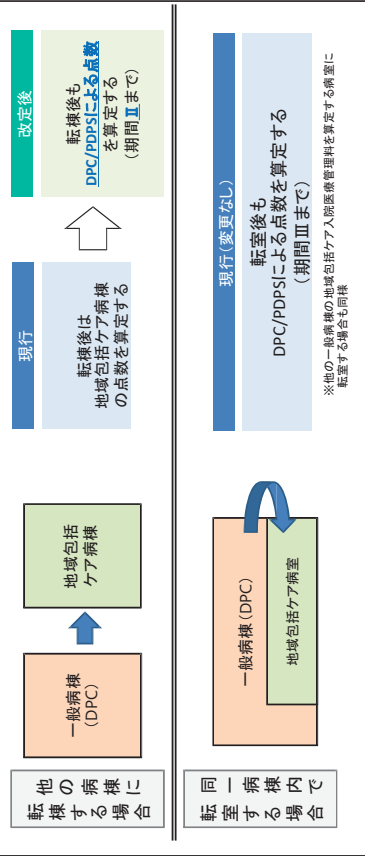 他の病棟に
転棟する場合
一般病棟
(DPC)
地域包括
ケア病棟
現行
転棟後は
地域包括ケア病棟
の点数を算定する
改定後
転棟後も
DPC/PDPSによる点数
を算定する
(期間Ⅱまで)
同一病棟内で
転室する場合
一般病棟(DPC)
地域包括ケア病室
現行(変更なし)
転室後も
DPC/PDPSによる点数を算定する
(期間Ⅲまで)
※他の一般病棟の地域包括ケア入院医療管理料を算定する病室に
転室する場合も同様